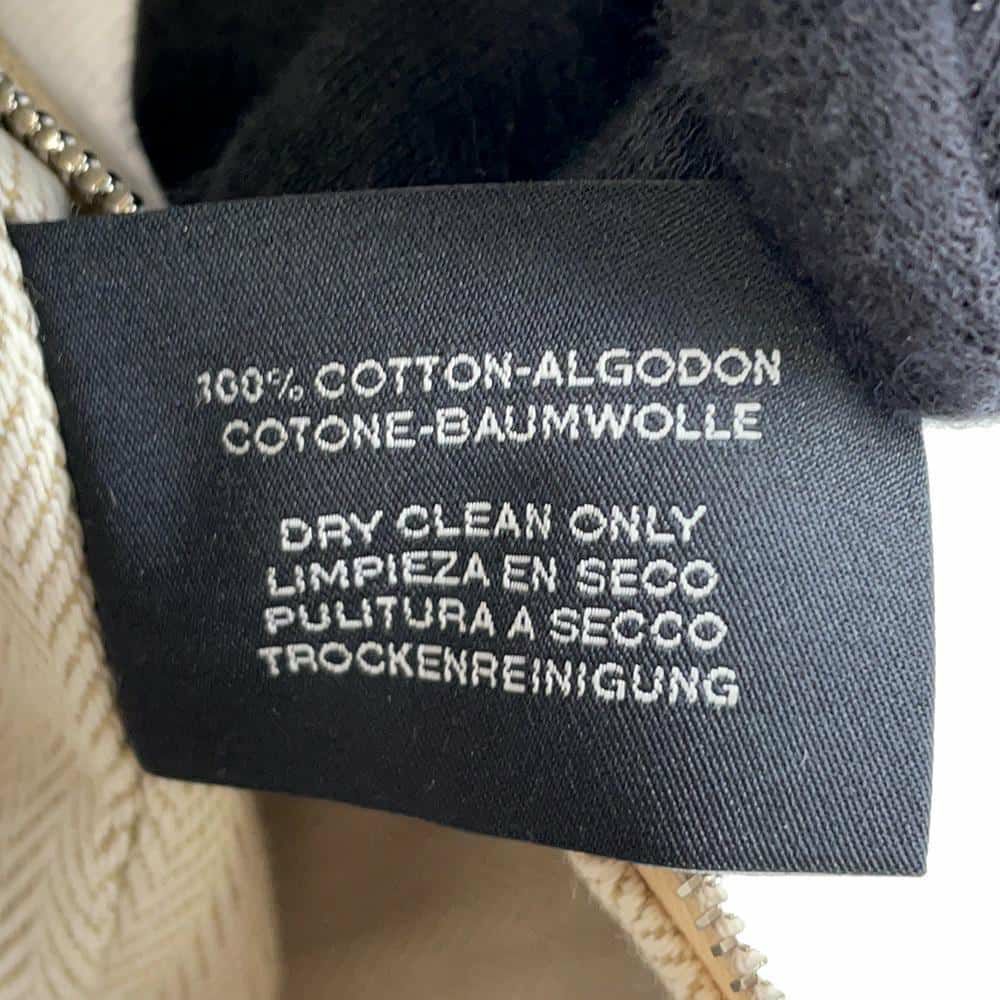 100% COTTON-ALGODON
COTONE-BAUMWOLLE
DRY CLEAN ONLY
LIMPIEZA EN SECO
PULITURA A SECCO
TROCKENREINIGUNG